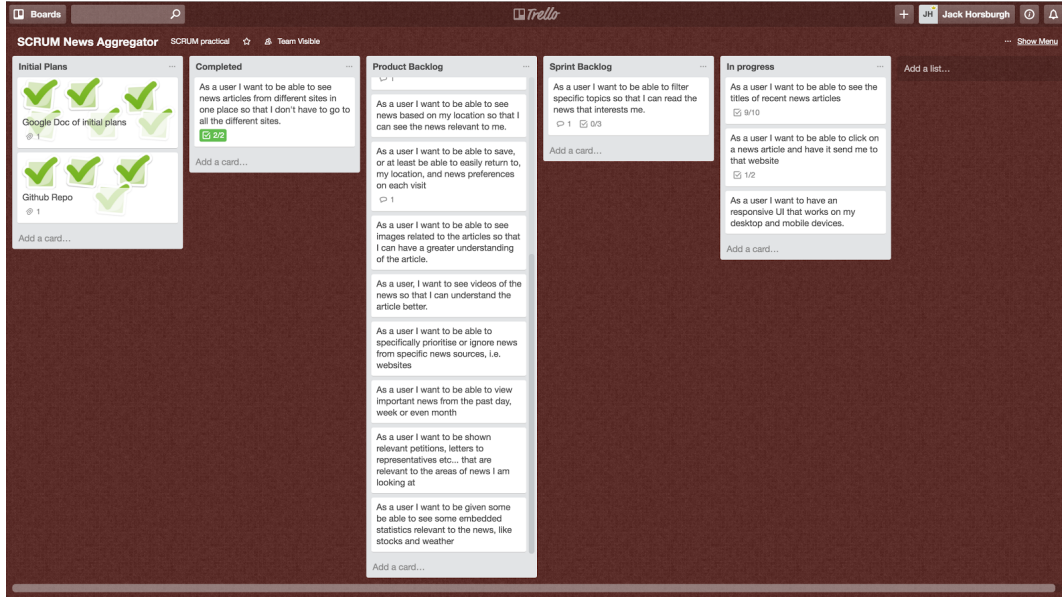 Boards
Trello
Jack Horsburgh
JH
SCRUM News Aggregator
SCRUM practical
Team Visible
... Show Menu
Initial Plans
...
Google Doc of initial plans
1
Github Repo
1
Add a card...
Completed
...
As a user I want to be able to see
news articles from different sites in
one place so that I don't have to go to
all the different sites.
2/2
Add a card...
Product Backlog
...
1
As a user I want to be able to see
news based on my location so that I
can see the news relevant to me.
As a user I want to be able to save,
or at least be able to easily return to,
my location, and news preferences
on each visit
1
As a user I want to be able to see
images related to the articles so that
I can have a greater understanding
of the article.
As a user, I want to see videos of the
news so that I can understand the
article better.
As a user I want to be able to
specifically prioritise or ignore news
from specific news sources, i.e.
websites
As a user I want to be able to view
important news from the past day,
week or even month
As a user I want to be shown
relevant petitions, letters to
representatives etc... that are
relevant to the areas of news I am
looking at
As a user I want to be given some
be able to see some embedded
statistics relevant to the news, like
stocks and weather
Add a card...
Sprint Backlog
...
As a user I want to be able to filter
specific topics so that I can read the
news that interests me.
1 0/3
Add a card...
In progress
...
As a user I want to be able to see the
titles of recent news articles
9/10
As a user I want to be able to click on
a news article and have it send me to
that website
1/2
As a user I want to have an
responsive UI that works on my
desktop and mobile devices.
Add a card...
Add a list...